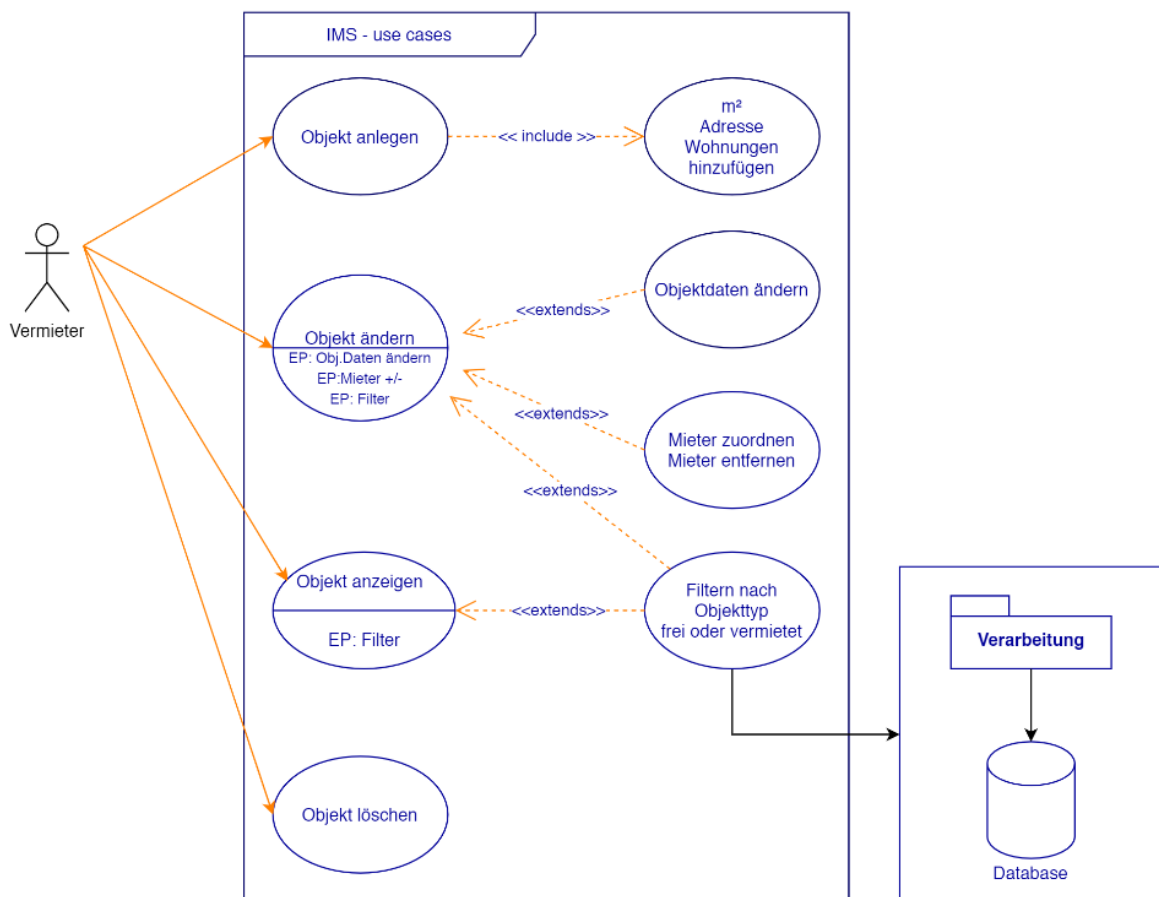 IMS - use cases
Objekt anlegen
<< include >>
m²
Adresse
Wohnungen
hinzufügen
Vermieter
Objekt ändern
EP: Obj.Daten ändern
EP:Mieter +/-
EP: Filter
<<extends>>
Objektdaten ändern
<<extends>>
Mieter zuordnen
Mieter entfernen
<<extends>>
Objekt anzeigen
EP: Filter
<<extends>>
Filtern nach
Objekttyp
frei oder vermietet
Verarbeitung
Objekt löschen
Database